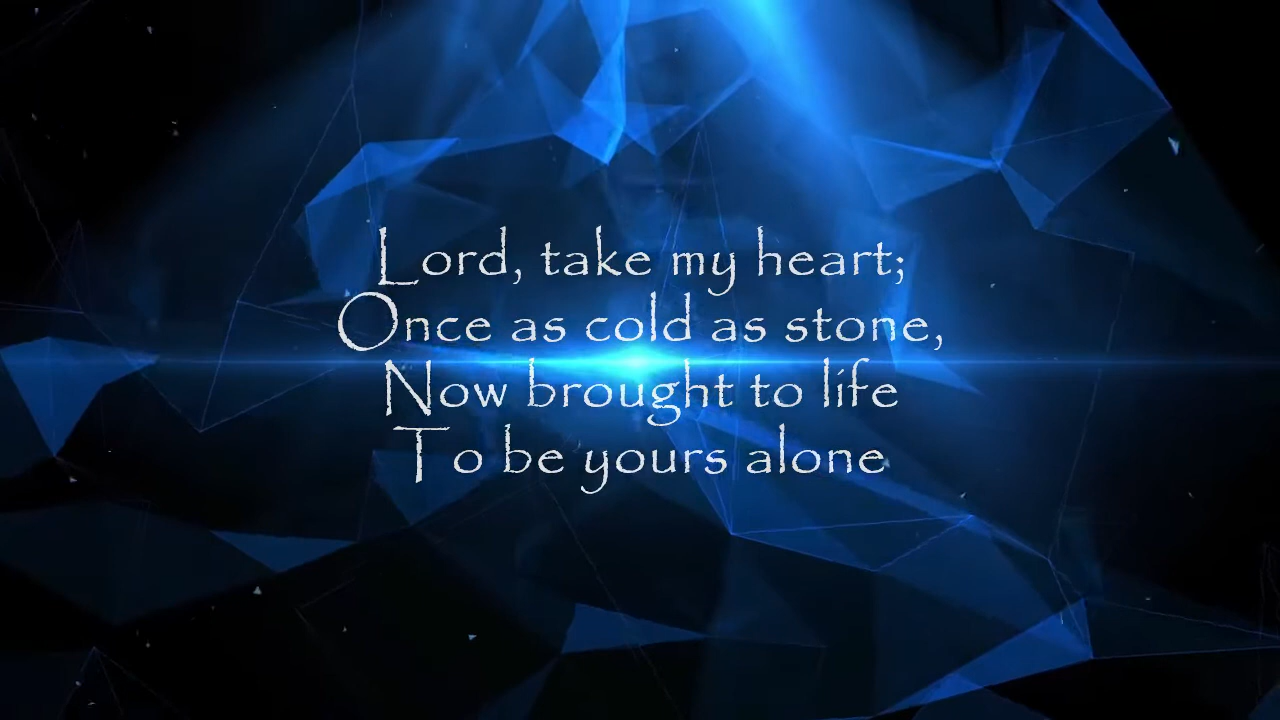 Lord, take my heart;
Once as cold as stone,
Now brought to life
To be yours alone